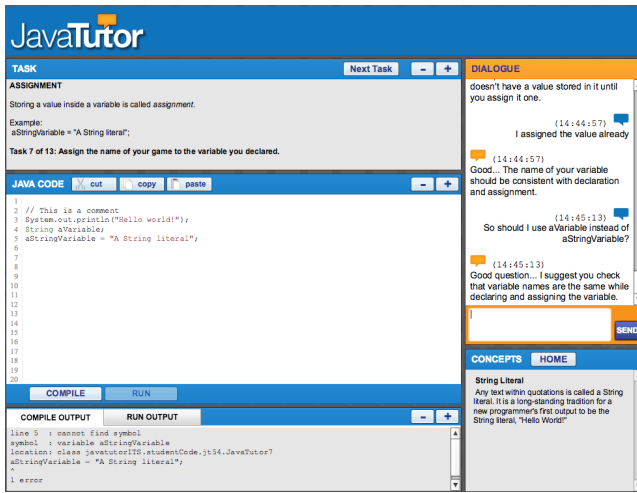 JavaTutor
TASK
Next Task
-
+
ASSIGNMENT
Storing a value inside a variable is called assignment.
Example:
aStringVariable = "A String literal";
Task 7 of 13: Assign the name of your game to the variable you declared.
JAVA CODE
cut
copy
paste
-
+
1
2 // This is a comment
3 System.out.println("Hello world!");
4 String aVariable;
5 aStringVariable = "A String literal";
6
7
8
9
10
11
12
13
14
15
16
17
18
19
20
COMPILE
RUN
COMPILE OUTPUT
RUN OUTPUT
-
+
line 5 : cannot find symbol
symbol : variable aStringVariable
location: class javatutorITS.studentCode.jt54.JavaTutor7
aStringVariable = "A String literal";
^
1 error
DIALOGUE
doesn't have a value stored in it until
you assign it one.
(14:44:57)
I assigned the value already
(14:44:57)
Good... The name of your variable
should be consistent with declaration
and assignment.
(14:45:13)
So should I use aVariable instead of
aStringVariable?
(14:45:13)
Good question... I suggest you check
that variable names are the same while
declaring and assigning the variable.
SEND
CONCEPTS
HOME
String Literal
Any text within quotations is called a String
literal. It is a long-standing tradition for a
new programmer's first output to be the
String literal, "Hello World!"